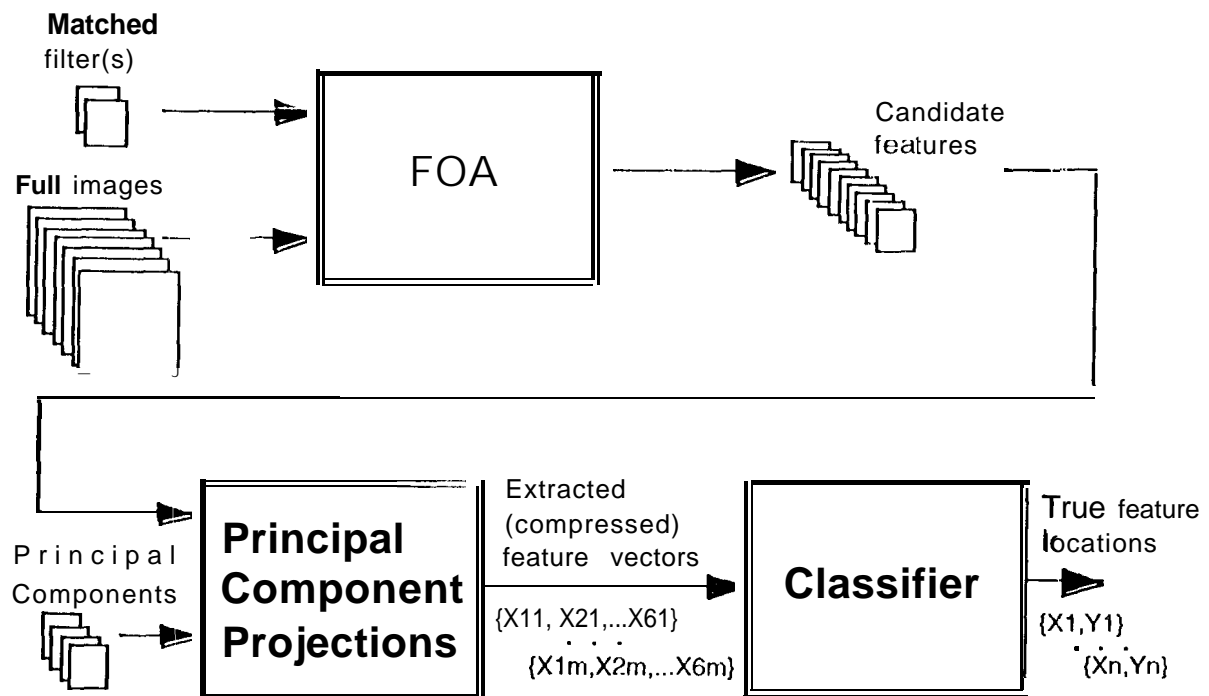 Matched
filter(s)
Full images
FOA
Candidate
features
Principal
Components
Principal
Component
Projections
Extracted
(compressed)
feature vectors
{X11, X21,...X61}
. . .
{X1m,X2m,...X6m}
Classifier
True feature
locations
{X1,Y1}
. . .
{Xn,Yn}